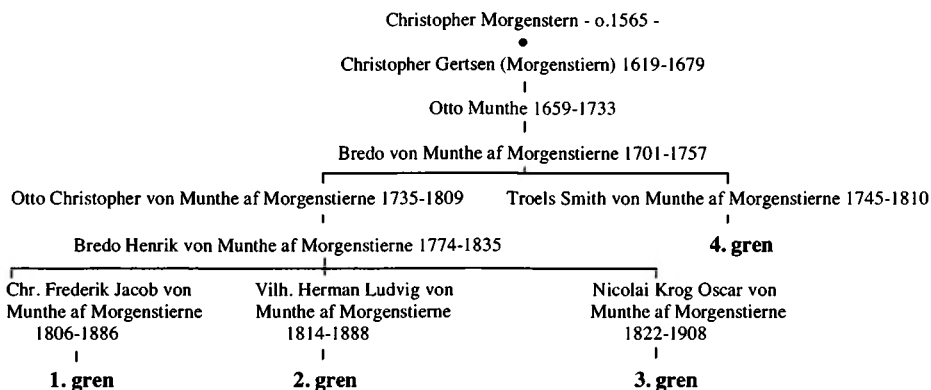 Christopher Morgenstern - o.1565 -
Christopher Gertsen (Morgenstiern) 1619-1679
Otto Munthe 1659-1733
Bredo von Munthe af Morgenstierne 1701-1757
Otto Christopher von Munthe af Morgenstierne 1735-1809
Troels Smith von Munthe af Morgenstierne 1745-1810
4. gren
Bredo Henrik von Munthe af Morgenstierne 1774-1835
Chr. Frederik Jacob von
Munthe af Morgenstierne
1806-1886
1. gren
Vilh. Herman Ludvig von
Munthe af Morgenstierne
1814-1888
2. gren
Nicolai Krog Oscar von
Munthe af Morgenstierne
1822-1908
3. gren